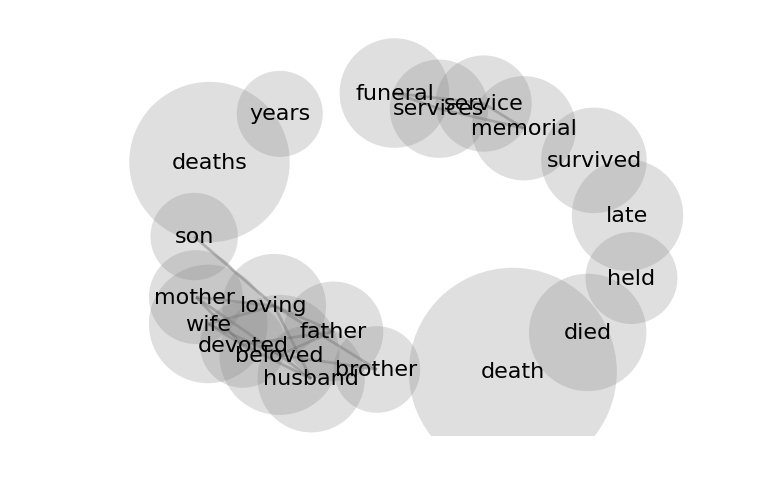 funeral
services
service
years
memorial
deaths
survived
late
son
held
mother
loving
wife
father
died
devoted
beloved
husband
brother
death